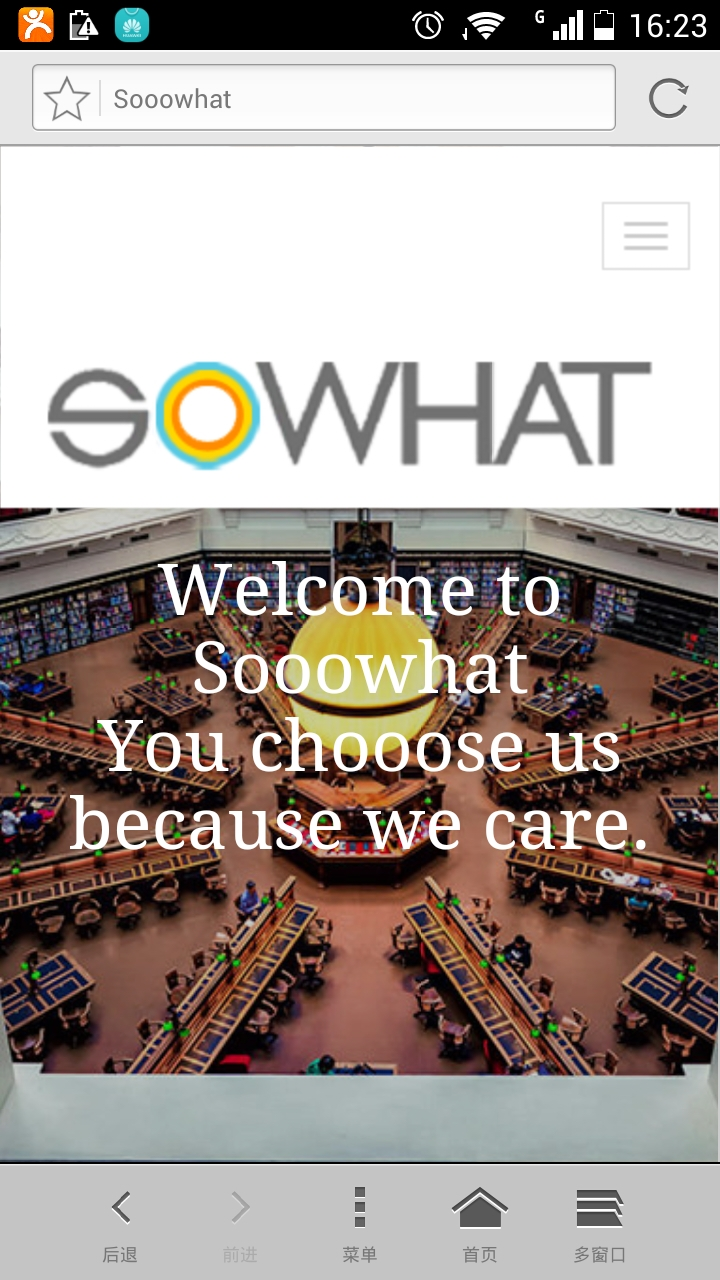 G
16:23
Sooowhat
SOWHAT
Welcome to
Sooowhat
You chooose us
because we care.
后退
前进
菜单
首页
多窗口